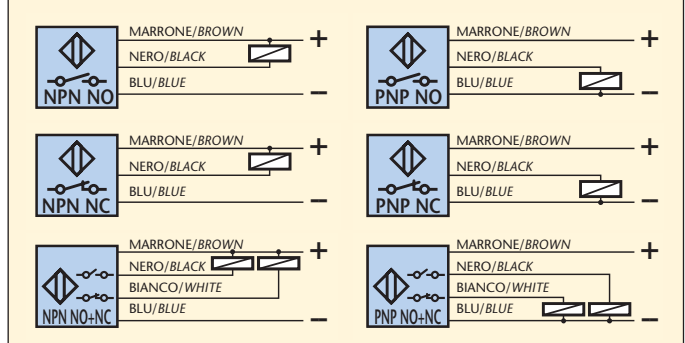 MARRONE/BROWN
+
NERO/BLACK
BLU/BLUE
NPN NO
−
MARRONE/BROWN
+
NERO/BLACK
BLU/BLUE
PNP NO
−
MARRONE/BROWN
+
NERO/BLACK
BLU/BLUE
NPN NC
−
MARRONE/BROWN
+
NERO/BLACK
BLU/BLUE
PNP NC
−
MARRONE/BROWN
+
NERO/BLACK
BIANCO/WHITE
BLU/BLUE
NPN NO+NC
−
MARRONE/BROWN
+
NERO/BLACK
BIANCO/WHITE
BLU/BLUE
PNP NO+NC
−